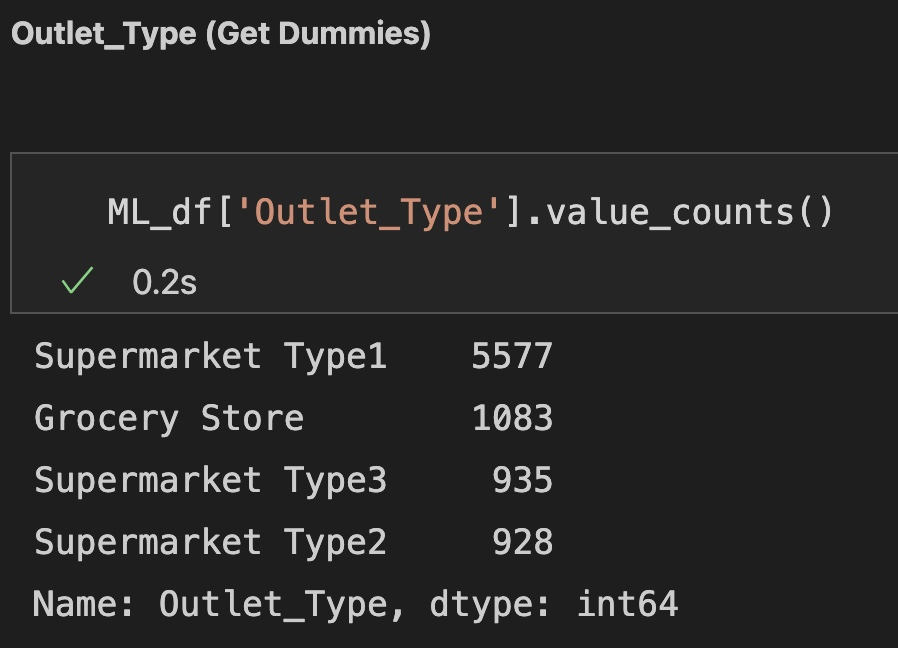 Outlet_Type (Get Dummies)
ML_df['Outlet_Type'].value_counts()
0.2s
Supermarket Type1    5577
Grocery Store        1083
Supermarket Type3     935
Supermarket Type2     928
Name: Outlet_Type, dtype: int64